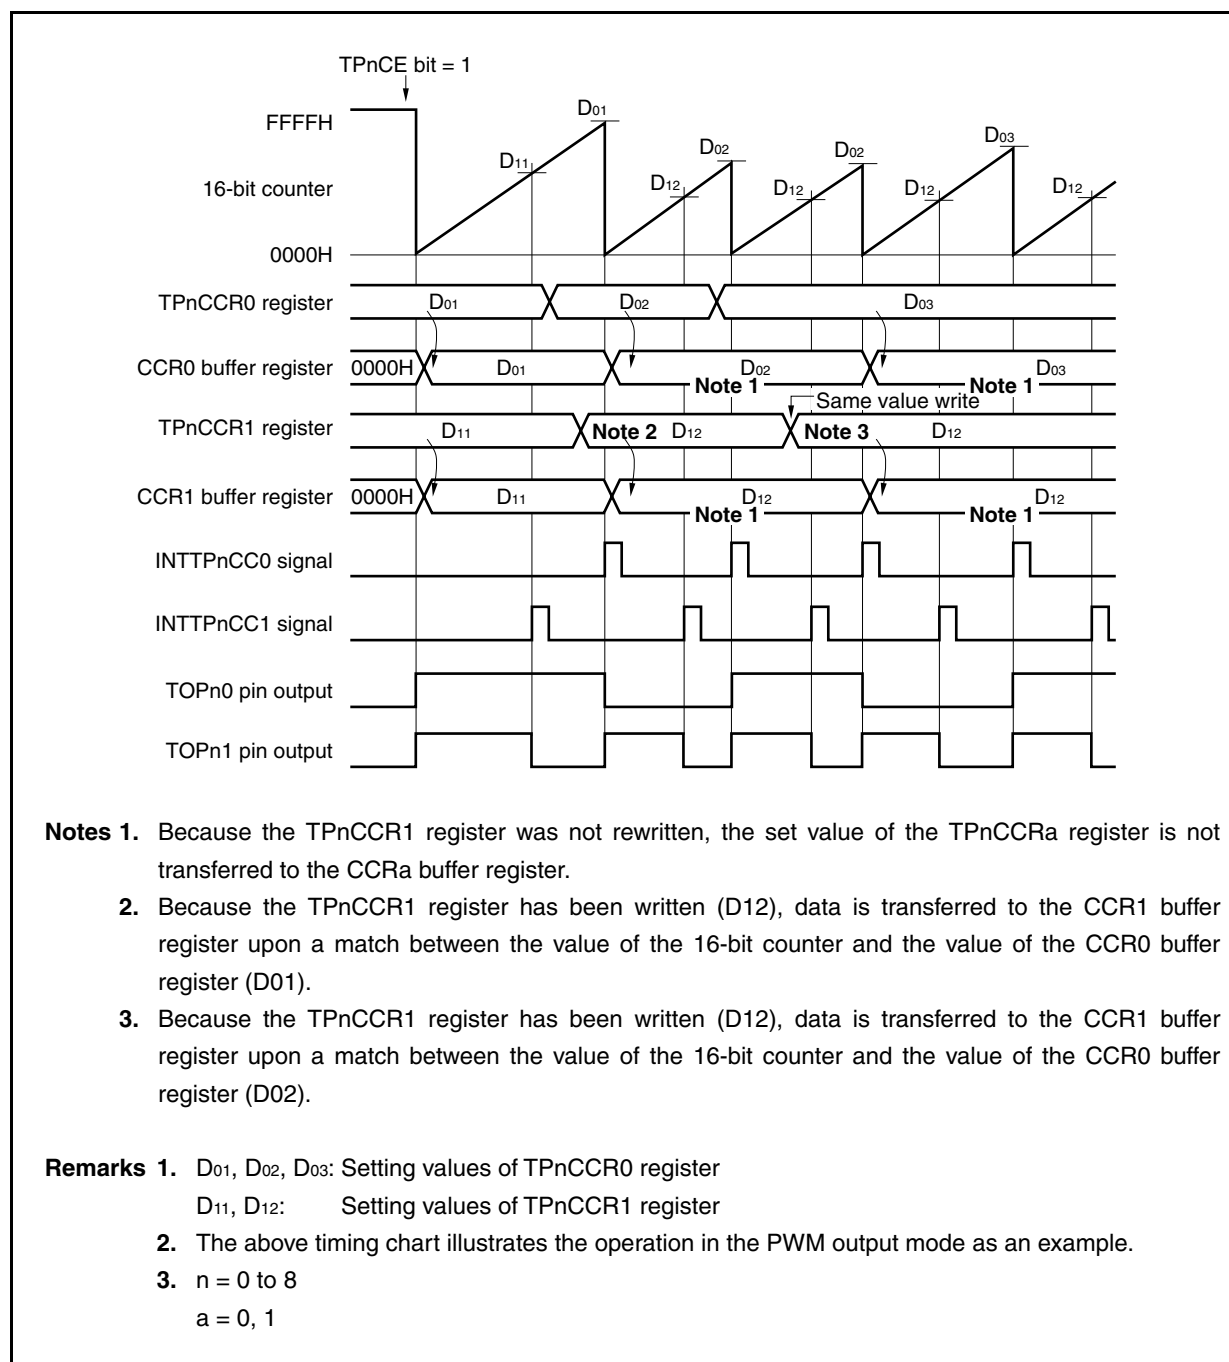 TPnCE bit = 1
FFFFH
D01
D11
D02
D02
D03
16-bit counter
D12
D12
D12
D12
0000H
TPnCCR0 register
D01
D02
D03
CCR0 buffer register
0000H
D01
D02
D03
Note 1
Note 1
Same value write
TPnCCR1 register
D11
Note 2
D12
Note 3
D12
CCR1 buffer register
0000H
D11
D12
D12
Note 1
Note 1
INTTPnCC0 signal
INTTPnCC1 signal
TOPn0 pin output
TOPn1 pin output
Notes 1. Because the TPnCCR1 register was not rewritten, the set value of the TPnCCRa register is not
transferred to the CCRa buffer register.
2. Because the TPnCCR1 register has been written (D12), data is transferred to the CCR1 buffer
register upon a match between the value of the 16-bit counter and the value of the CCR0 buffer
register (D01).
3. Because the TPnCCR1 register has been written (D12), data is transferred to the CCR1 buffer
register upon a match between the value of the 16-bit counter and the value of the CCR0 buffer
register (D02).
Remarks 1. D01, D02, D03: Setting values of TPnCCR0 register
D11, D12: Setting values of TPnCCR1 register
2. The above timing chart illustrates the operation in the PWM output mode as an example.
3. n = 0 to 8
a = 0, 1